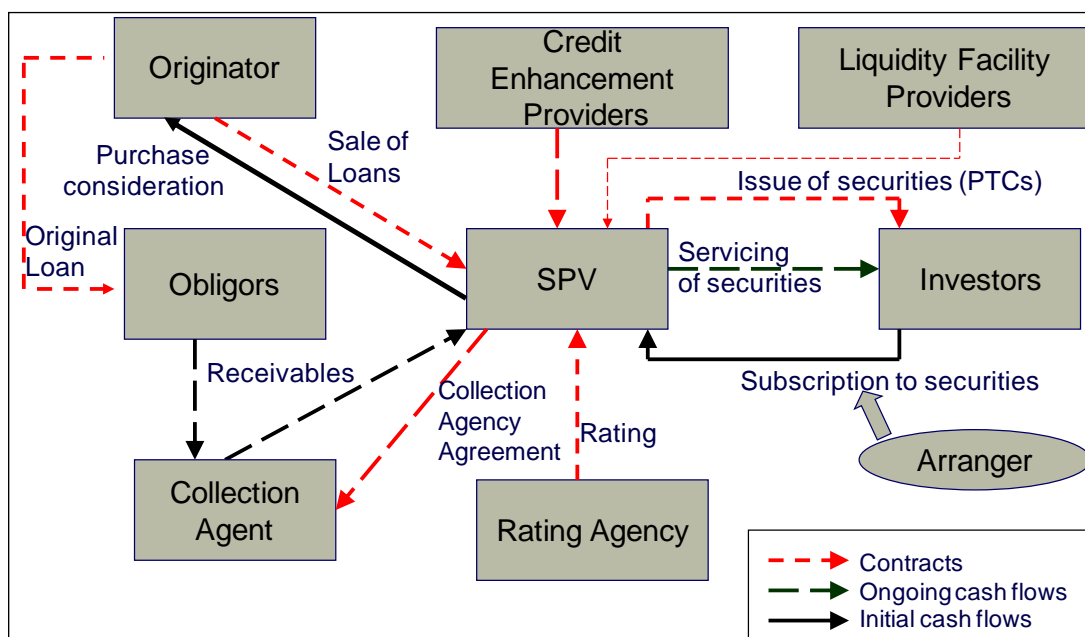 Originator
Credit
Enhancement
Providers
Liquidity Facility
Providers
Purchase
consideration
Sale of
Loans
Issue of securities (PTCs)
Original
Loan
Obligors
SPV
Servicing
of securities
Investors
Receivables
Collection
Agency
Agreement
Rating
Subscription to securities
Arranger
Collection
Agent
Rating Agency
Contracts
Ongoing cash flows
Initial cash flows